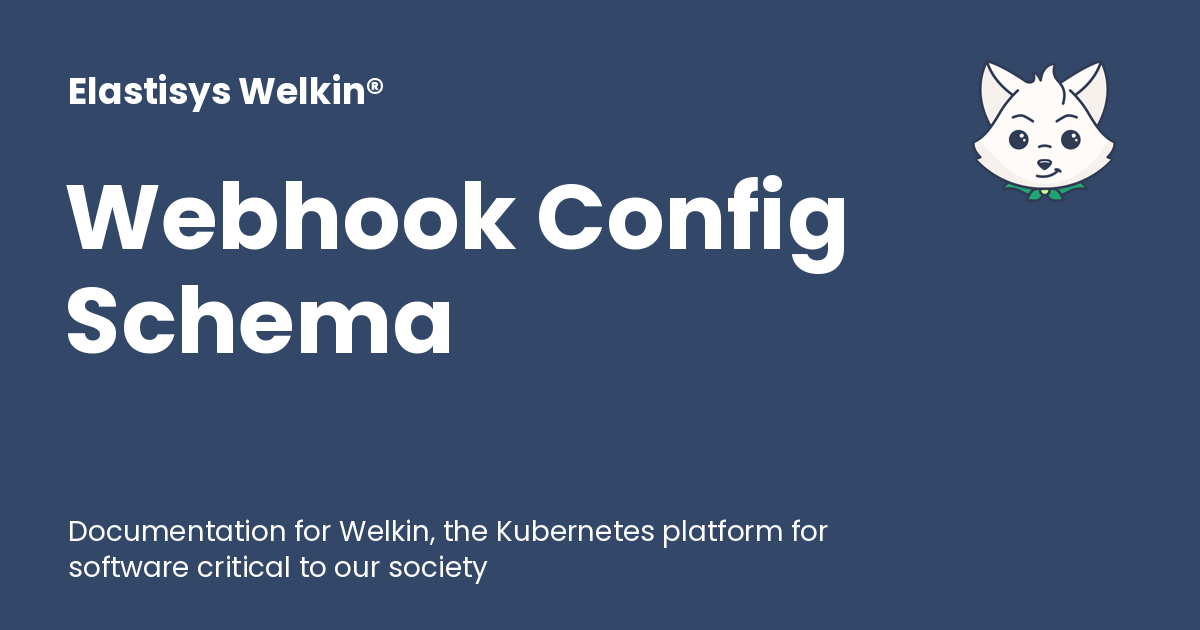 Elastisys Welkin®
Webhook Config
Schema
Documentation for Welkin, the Kubernetes platform for
software critical to our society